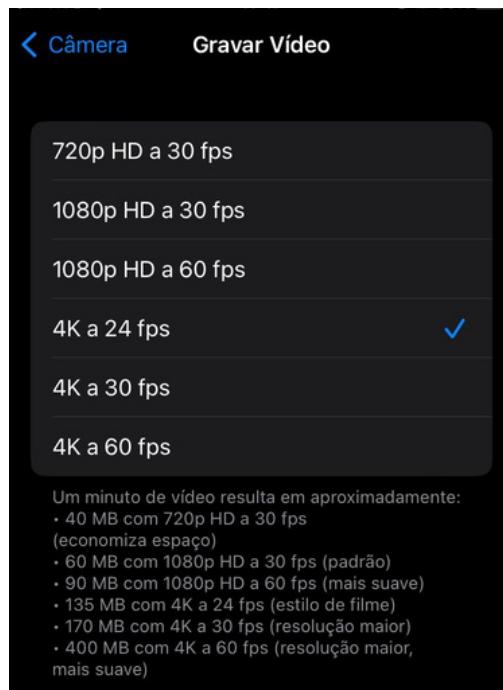 Câmera Gravar Vídeo
720p HD a 30 fps
1080p HD a 30 fps
1080p HD a 60 fps
4K a 24 fps
4K a 30 fps
4K a 60 fps
Um minuto de vídeo resulta em aproximadamente:
• 40 MB com 720p HD a 30 fps
(economiza espaço)
• 60 MB com 1080p HD a 30 fps (padrão)
• 90 MB com 1080p HD a 60 fps (mais suave)
• 135 MB com 4K a 24 fps (estilo de filme)
• 170 MB com 4K a 30 fps (resolução maior)
• 400 MB com 4K a 60 fps (resolução maior,
mais suave)